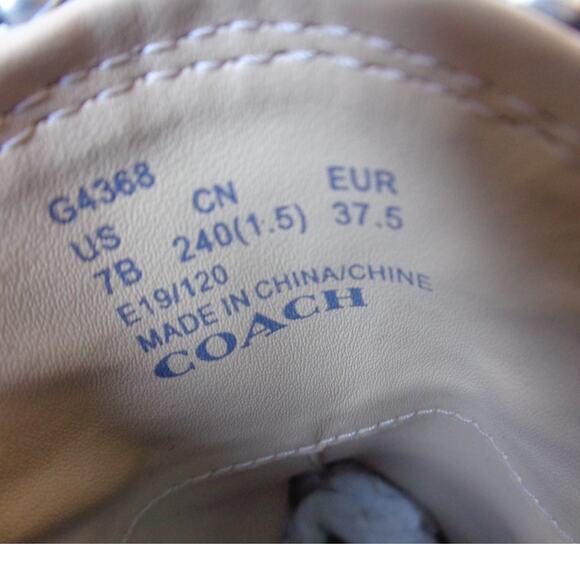 G4368
US CN EUR
7B 240(1.5) 37.5
E19/120
MADE IN CHINA/CHINE
COACH